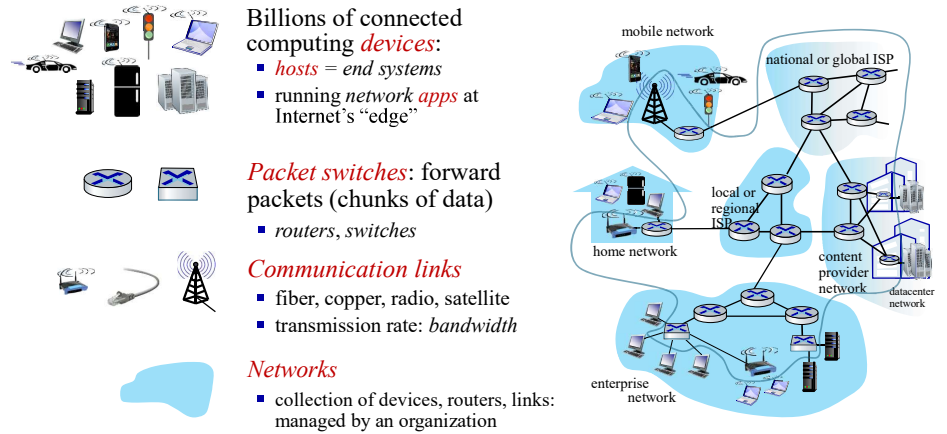 Billions of connected
computing devices:
hosts = end systems
running network apps at
Internet’s “edge”
Packet switches: forward
packets (chunks of data)
routers, switches
Communication links
fiber, copper, radio, satellite
transmission rate: bandwidth
Networks
collection of devices, routers, links:
managed by an organization
mobile network
national or global ISP
local or
regional
ISP
home network
content
provider
network
datacenter
network
enterprise
network